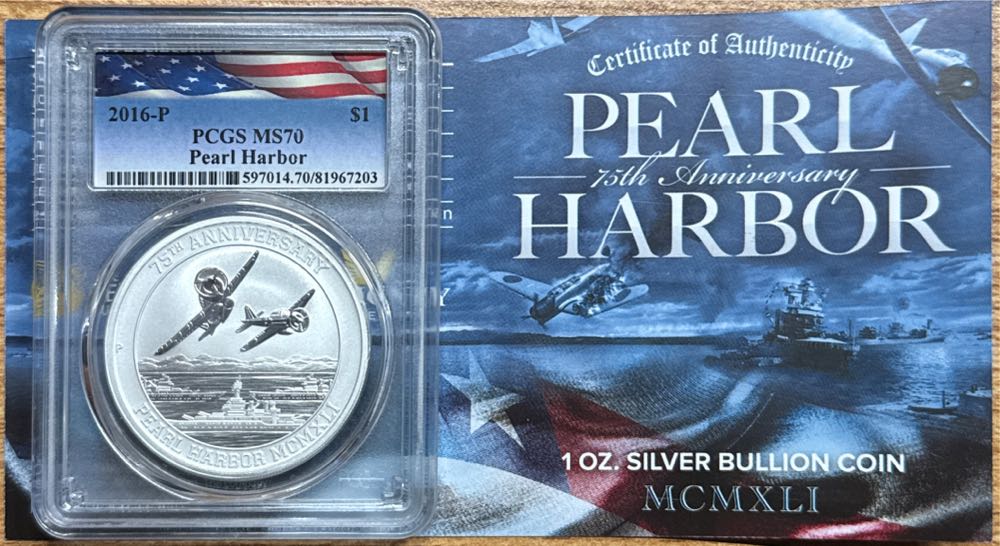 2016-P $1
PCGS MS70
Pearl Harbor
597014.70/81967203
75TH ANNIVERSARY
P
PEARL HARBOR MCMXLI
Certificate of Authenticity
PEARL
75th Anniversary
HARBOR
1 OZ. SILVER BULLION COIN
MCMXLI